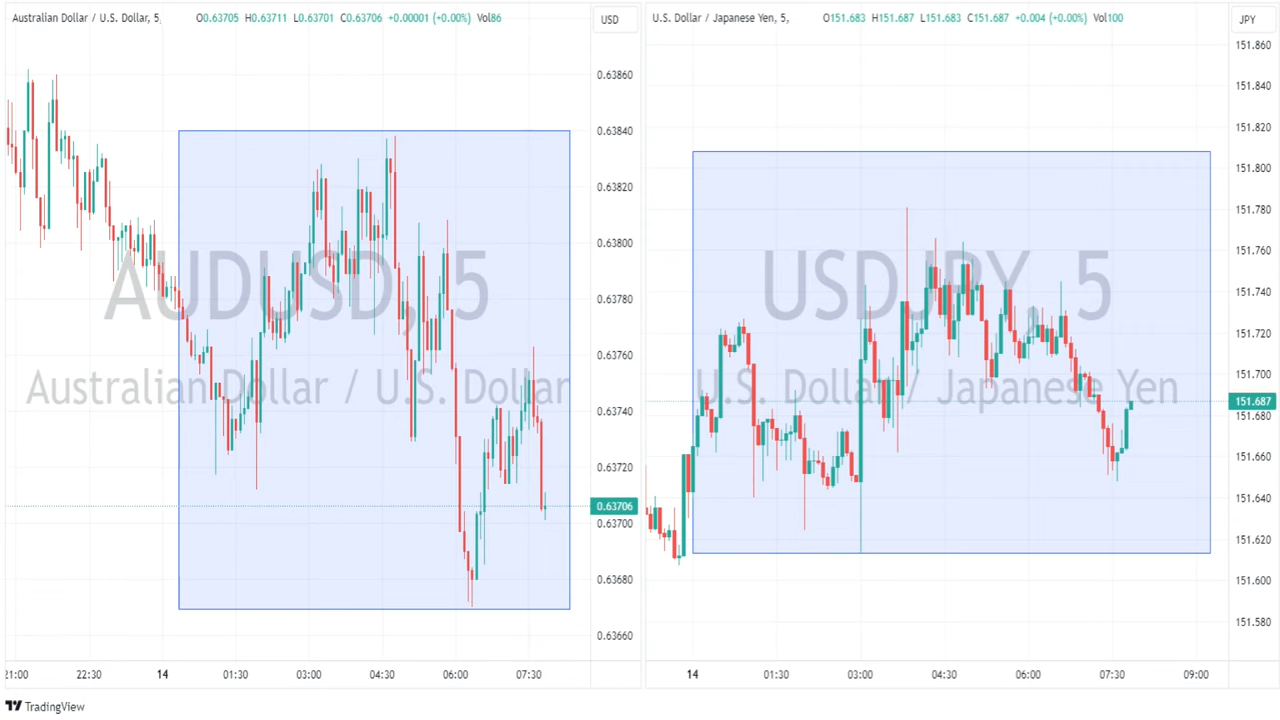 Australian Dollar / U.S. Dollar, 5, O0.63705 H0.63711 L0.63701 C0.63706 +0.00001 (+0.00%) Vol86
USD
0.63860
0.63840
0.63820
0.63800
0.63780
0.63760
0.63740
0.63720
0.63706
0.63700
0.63680
0.63660
AUDUSD, 5
Australian Dollar / U.S. Dollar
21:00 22:30 14 01:30 03:00 04:30 06:00 07:30
U.S. Dollar / Japanese Yen, 5, O151.683 H151.687 L151.683 C151.687 +0.004 (+0.00%) Vol100
JPY
151.860
151.840
151.820
151.800
151.780
151.760
151.740
151.720
151.700
151.687
151.680
151.660
151.640
151.620
151.600
151.580
USDJPY, 5
U.S. Dollar / Japanese Yen
14 01:30 03:00 04:30 06:00 07:30 09:00
TradingView